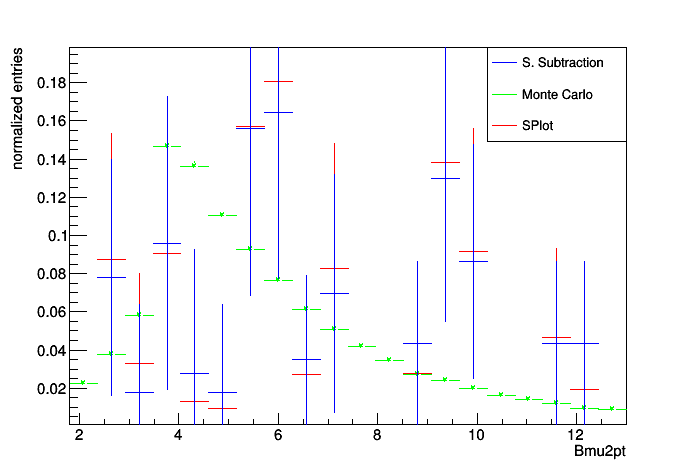 normalized entries
0.18
0.16
0.14
0.12
0.1
0.08
0.06
0.04
0.02
S. Subtraction
Monte Carlo
SPlot
2 4 6 8 10 12
Bmu2pt